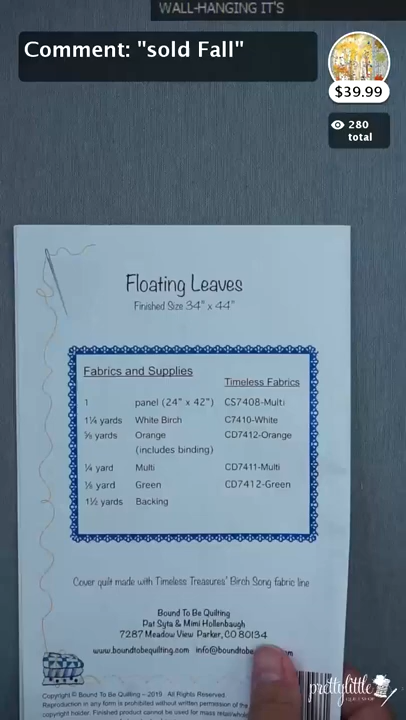 WALL-HANGING IT'S
Comment: "sold Fall"
$39.99
280
total
Floating Leaves
Finished Size 34" x 44"
Fabrics and Supplies
Timeless Fabrics
1 panel (24" x 42") CS7408-Multi
1¼ yards White Birch C7410-White
Orange CD7412-Orange
(includes binding)
¼ yard Multi CD7411-Multi
⅛ yard Green CD7412-Green
1½ yards Backing
Cover quilt made with Timeless Treasures' Birch Song fabric line
Bound To Be Quilting
Pat Syta & Mimi Hollenbaugh
7287 Meadow View Parker, CO 80134
www.boundtobequilting.com info@boundtobe
Copyright © Bound To Be Quilting - 2019 . All Rights Reserved.
Reproduction in any form is prohibited without written permission of the
copyright holder. Finished product cannot be used for mass retail/
prettylittle